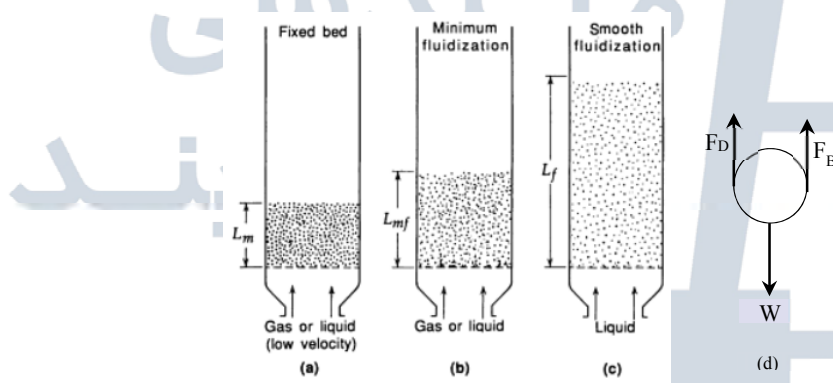 Fixed bed
Minimum
fluidization
Smooth
fluidization
L_m
L_mf
L_f
F_D
F_B
W
Gas or liquid
(low velocity)
Gas or liquid
Liquid
(a)
(b)
(c)
(d)